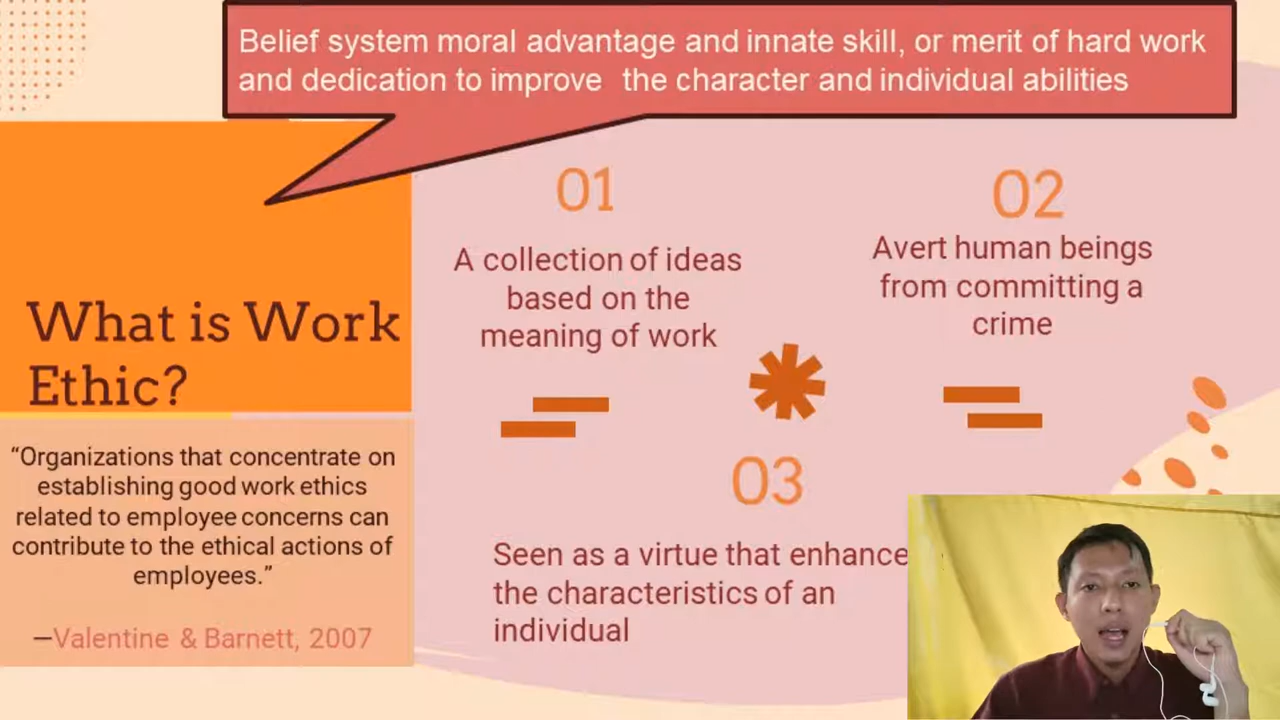 Belief system moral advantage and innate skill, or merit of hard work
and dedication to improve the character and individual abilities
What is Work
Ethic?
“Organizations that concentrate on
establishing good work ethics
related to employee concerns can
contribute to the ethical actions of
employees.”
—Valentine & Barnett, 2007
01
A collection of ideas
based on the
meaning of work
02
Avert human beings
from committing a
crime
03
Seen as a virtue that enhance
the characteristics of an
individual